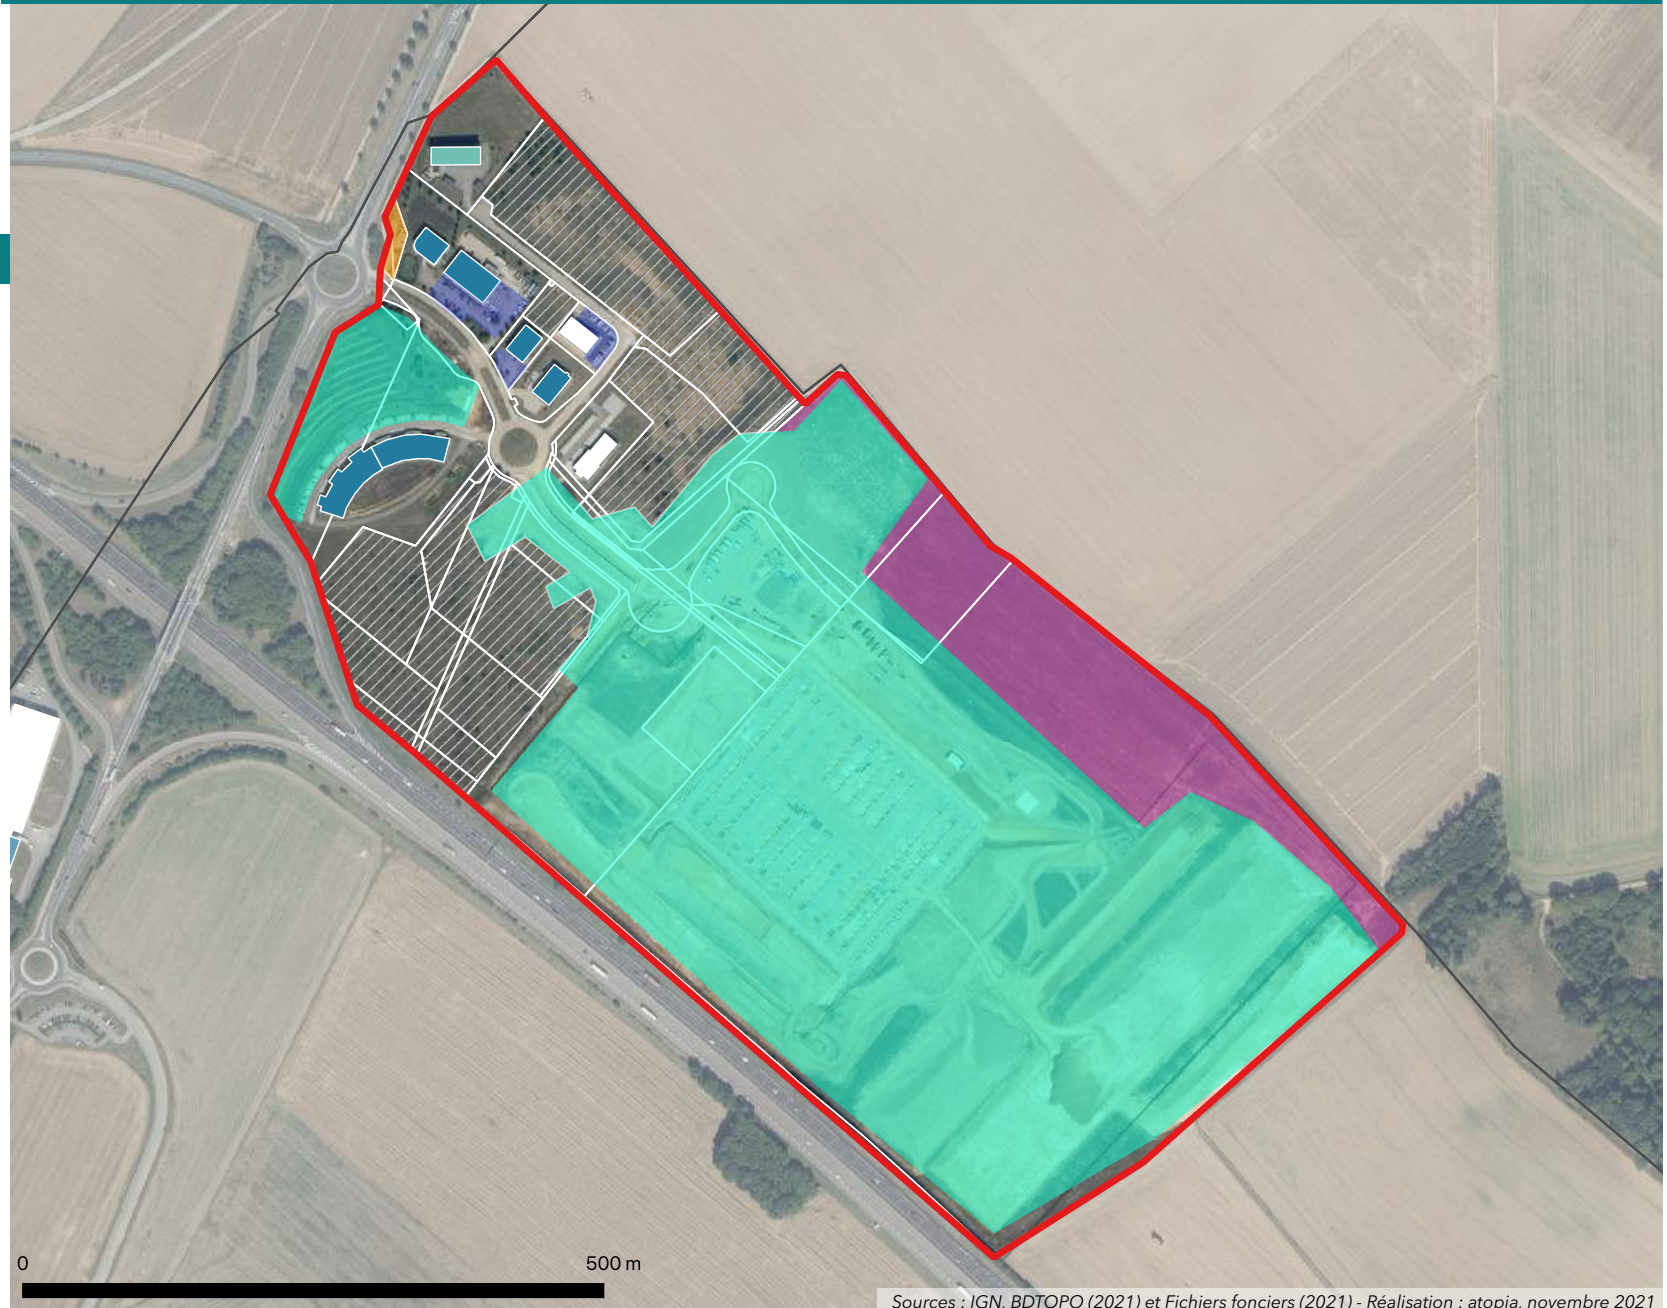 0
500 m
Sources : IGN, BDTOPO (2021) et Fichiers fonciers (2021) - Réalisation : atopia, novembre 2021